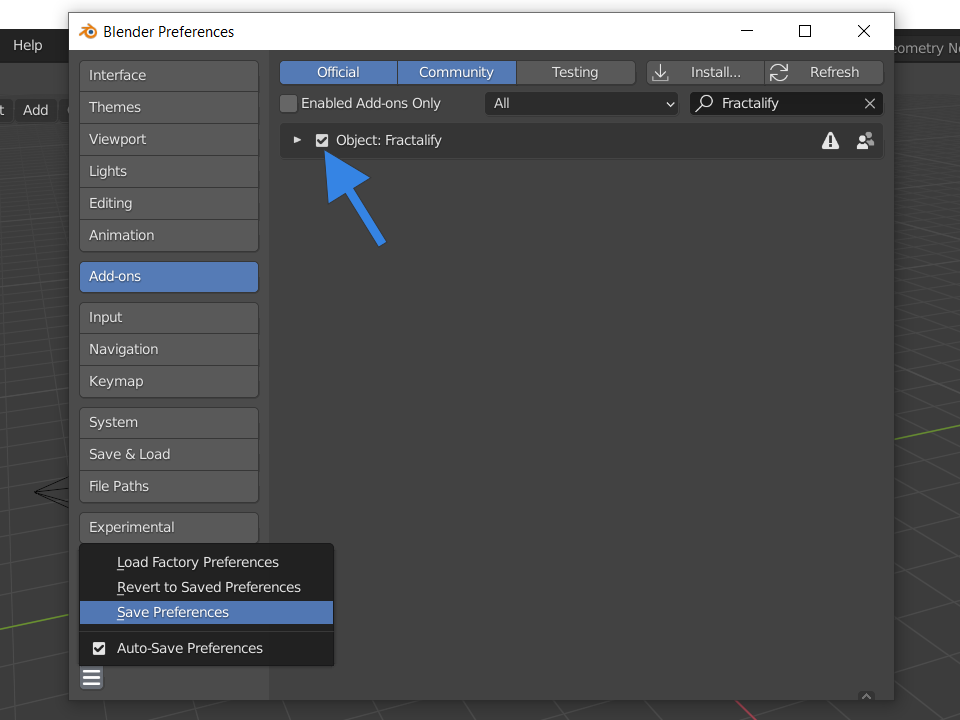 Blender Preferences
Help
Add
Interface
Themes
Viewport
Lights
Editing
Animation
Add-ons
Input
Navigation
Keymap
System
Save & Load
File Paths
Experimental
Load Factory Preferences
Revert to Saved Preferences
Save Preferences
Auto-Save Preferences
Official Community Testing Install... Refresh
Enabled Add-ons Only All Fractalify
Object: Fractalify